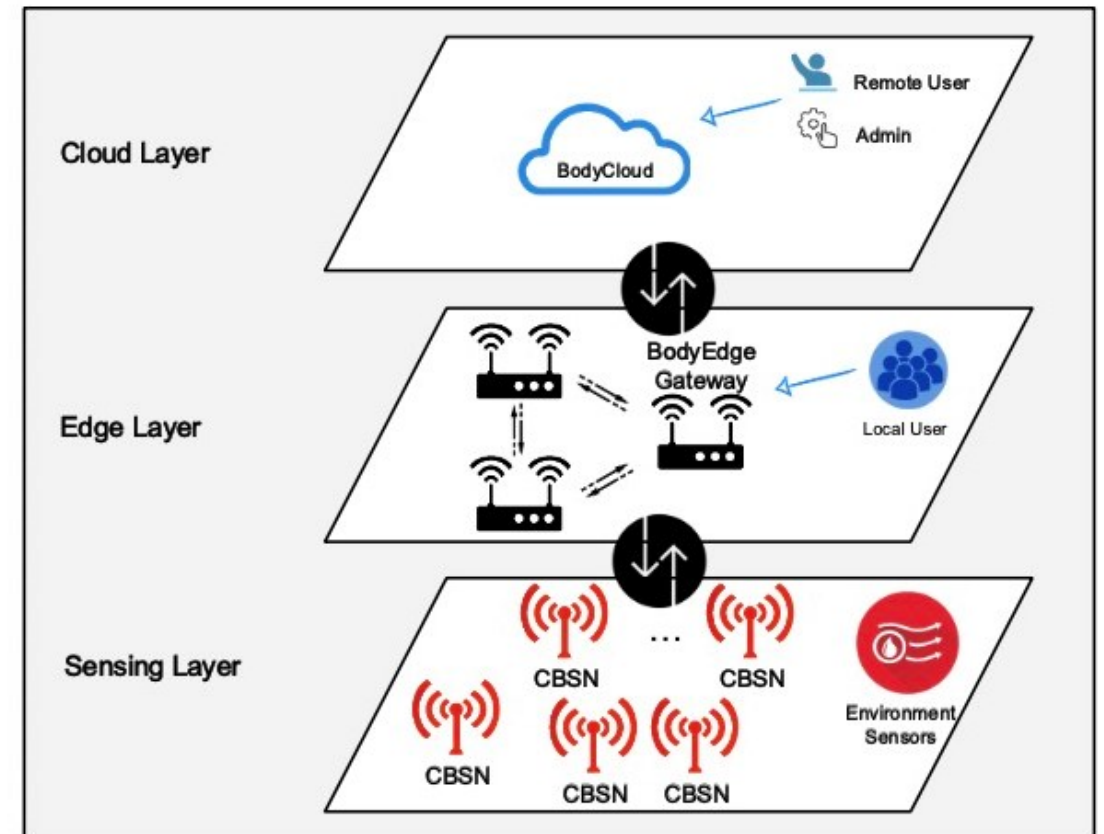 Cloud Layer
BodyCloud
Remote User
Admin
Edge Layer
BodyEdge
Gateway
Local User
Sensing Layer
CBSN
...
CBSN
CBSN
CBSN
CBSN
Environment
Sensors